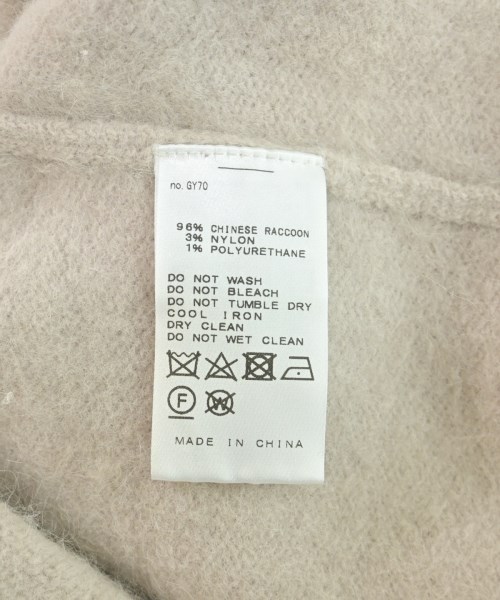 no. GY70
96% CHINESE RACCOON
3% NYLON
1% POLYURETHANE
DO NOT WASH
DO NOT BLEACH
DO NOT TUMBLE DRY
COOL IRON
DRY CLEAN
DO NOT WET CLEAN
F W
MADE IN CHINA